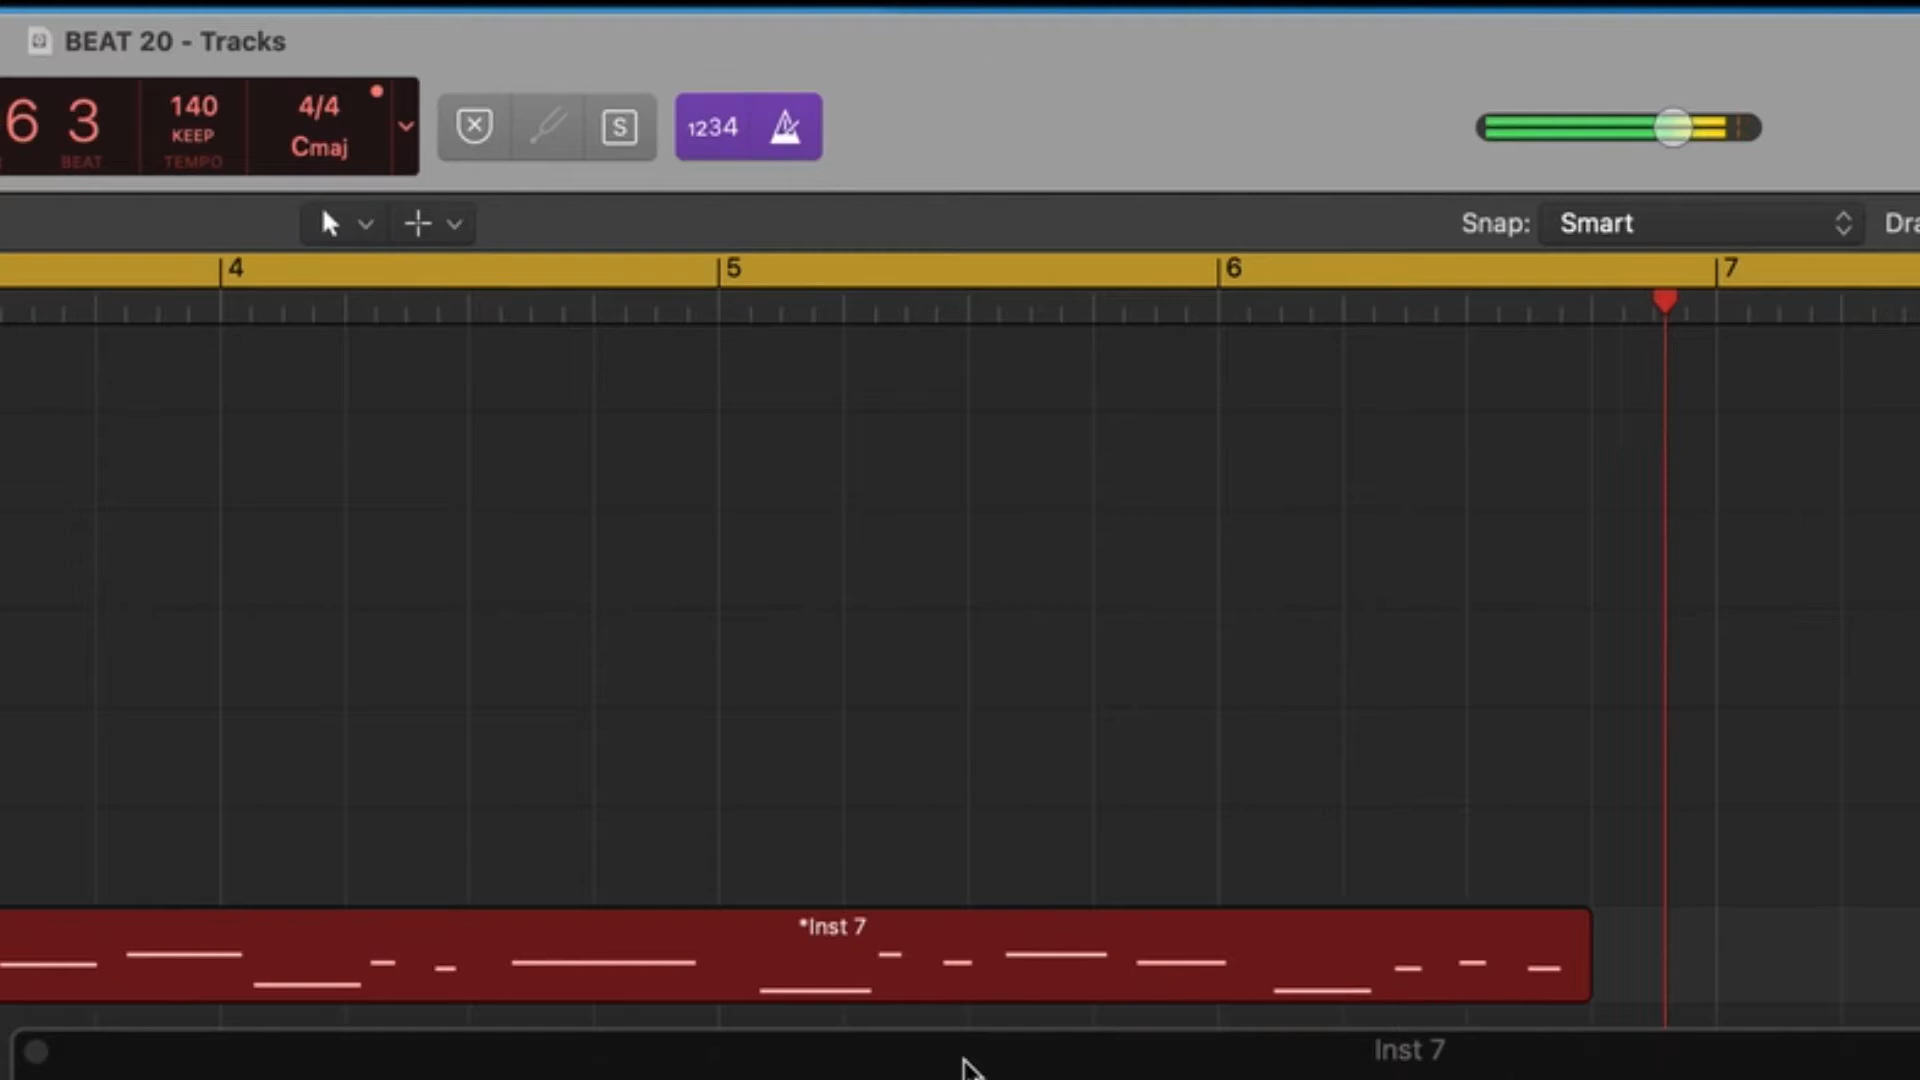 BEAT 20 - Tracks
6 3 140 4/4
KEEP
Cmaj
BEAT TEMPO
S
1234
Snap: Smart
4 5 6 7
*Inst 7
Inst 7